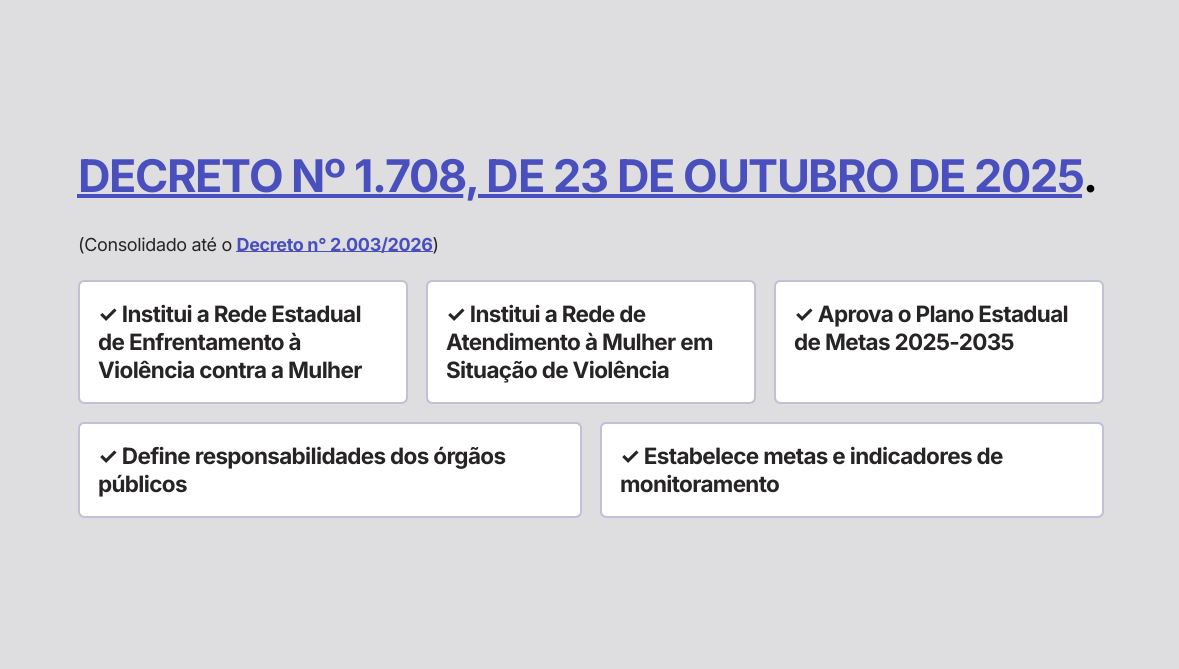 DECRETO Nº 1.708, DE 23 DE OUTUBRO DE 2025.
(Consolidado até o Decreto n° 2.003/2026)
✓ Institui a Rede Estadual
de Enfrentamento à
Violência contra a Mulher
✓ Institui a Rede de
Atendimento à Mulher em
Situação de Violência
✓ Aprova o Plano Estadual
de Metas 2025-2035
✓ Define responsabilidades dos órgãos
públicos
✓ Estabelece metas e indicadores de
monitoramento